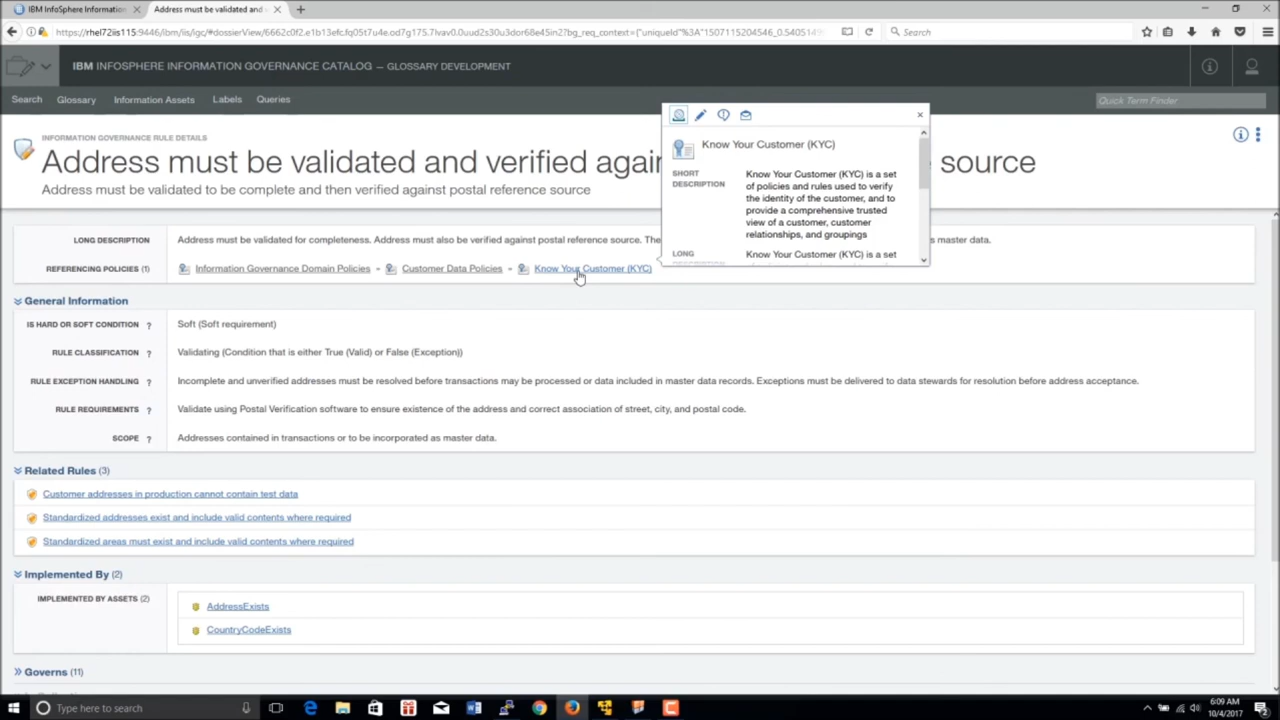 IBM InfoSphere Information...
Address must be validated and v...
https://rhel72iis115:9446/ibm/iis/igc/#dossierView/
Search
IBM INFOSPHERE INFORMATION GOVERNANCE CATALOG – GLOSSARY DEVELOPMENT
Search Glossary Information Assets Labels Queries
Quick Term Finder
INFORMATION GOVERNANCE RULE DETAILS
Address must be validated and verified again
e source
Address must be validated to be complete and then verified against postal reference source
Know Your Customer (KYC)
SHORT DESCRIPTION
Know Your Customer (KYC) is a set
of policies and rules used to verify
the identity of the customer, and to
provide a comprehensive trusted
view of a customer, customer
relationships, and groupings
LONG
Know Your Customer (KYC) is a set
LONG DESCRIPTION Address must be validated for completeness. Address must also be verified against postal reference source. The
s master data.
REFERENCING POLICIES (1) Information Governance Domain Policies Customer Data Policies Know Your Customer (KYC)
General Information
IS HARD OR SOFT CONDITION ? Soft (Soft requirement)
RULE CLASSIFICATION ? Validating (Condition that is either True (Valid) or False (Exception))
RULE EXCEPTION HANDLING ? Incomplete and unverified addresses must be resolved before transactions may be processed or data included in master data records. Exceptions must be delivered to data stewards for resolution before address acceptance.
RULE REQUIREMENTS ? Validate using Postal Verification software to ensure existence of the address and correct association of street, city, and postal code.
SCOPE ? Addresses contained in transactions or to be incorporated as master data.
Related Rules (3)
Customer addresses in production cannot contain test data
Standardized addresses exist and include valid contents where required
Standardized areas must exist and include valid contents where required
Implemented By (2)
IMPLEMENTED BY ASSETS (2) AddressExists
CountryCodeExists
Governs (11)
Type here to search
6:09 AM
10/4/2017